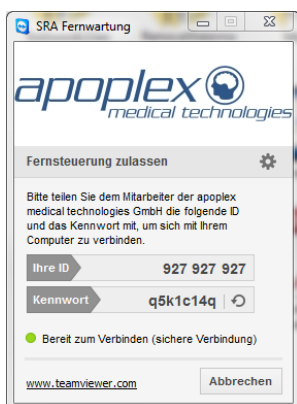 SRA Fernwartung
apoplex
medical technologies
Fernsteuerung zulassen
Bitte teilen Sie dem Mitarbeiter der apoplex
medical technologies GmbH die folgende ID
und das Kennwort mit, um sich mit Ihrem
Computer zu verbinden.
Ihre ID 927 927 927
Kennwort q5k1c14q
Bereit zum Verbinden (sichere Verbindung)
www.teamviewer.com Abbrechen